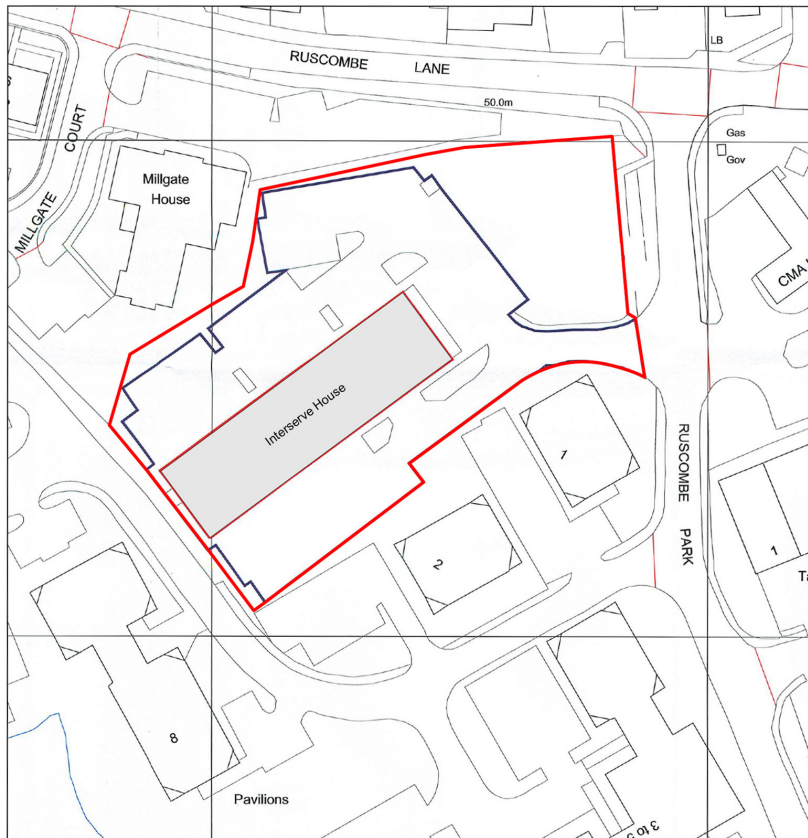 LB
RUSCOMBE LANE
50.0m
Gas
Gov
MILLGATE COURT
Millgate
House
CMA
Interserve House
1
2
RUSCOMBE PARK
1
8
Pavilions
3 to